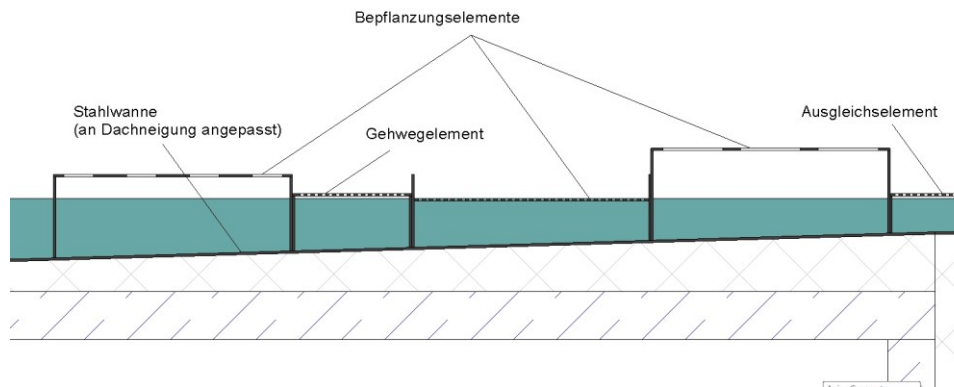 Bepflanzungselemente
Stahlwanne
(an Dachneigung angepasst)
Gehwegelement
Ausgleichselement